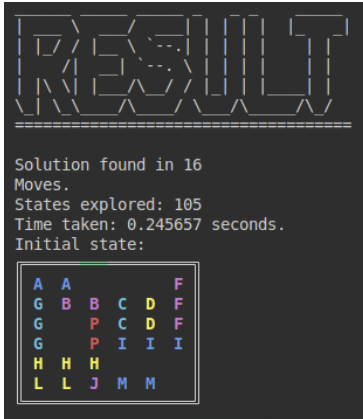 RESULT
===================================
Solution found in 16
Moves.
States explored: 105
Time taken: 0.245657 seconds.
Initial state:
A A F
G B B C D F
G P C D F
G P I I I
H H H
L L J M M